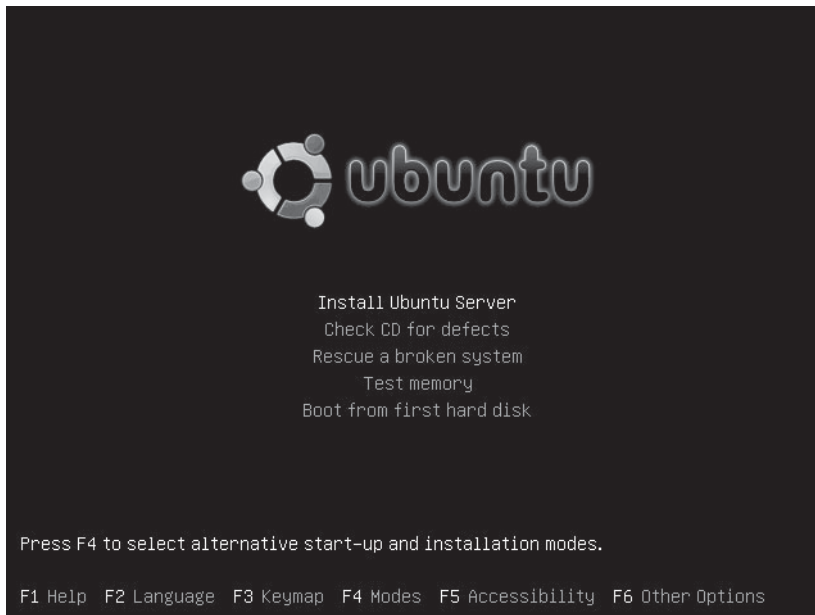 ubuntu
Install Ubuntu Server
Check CD for defects
Rescue a broken system
Test memory
Boot from first hard disk
Press F4 to select alternative start-up and installation modes.
F1 Help F2 Language F3 Keymap F4 Modes F5 Accessibility F6 Other Options